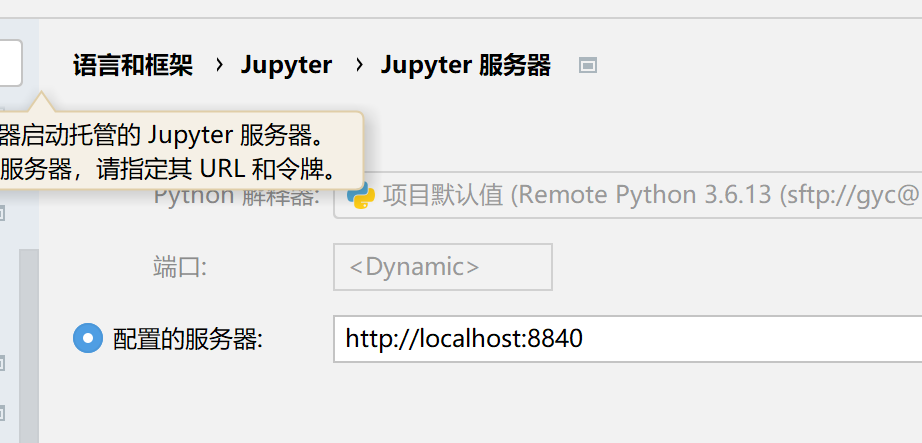 语言和框架 › Jupyter › Jupyter 服务器
器启动托管的 Jupyter 服务器。
服务器，请指定其 URL 和令牌。
Python 解释器: 项目默认值 (Remote Python 3.6.13 (sftp://gyc@
端口: <Dynamic>
配置的服务器: http://localhost:8840